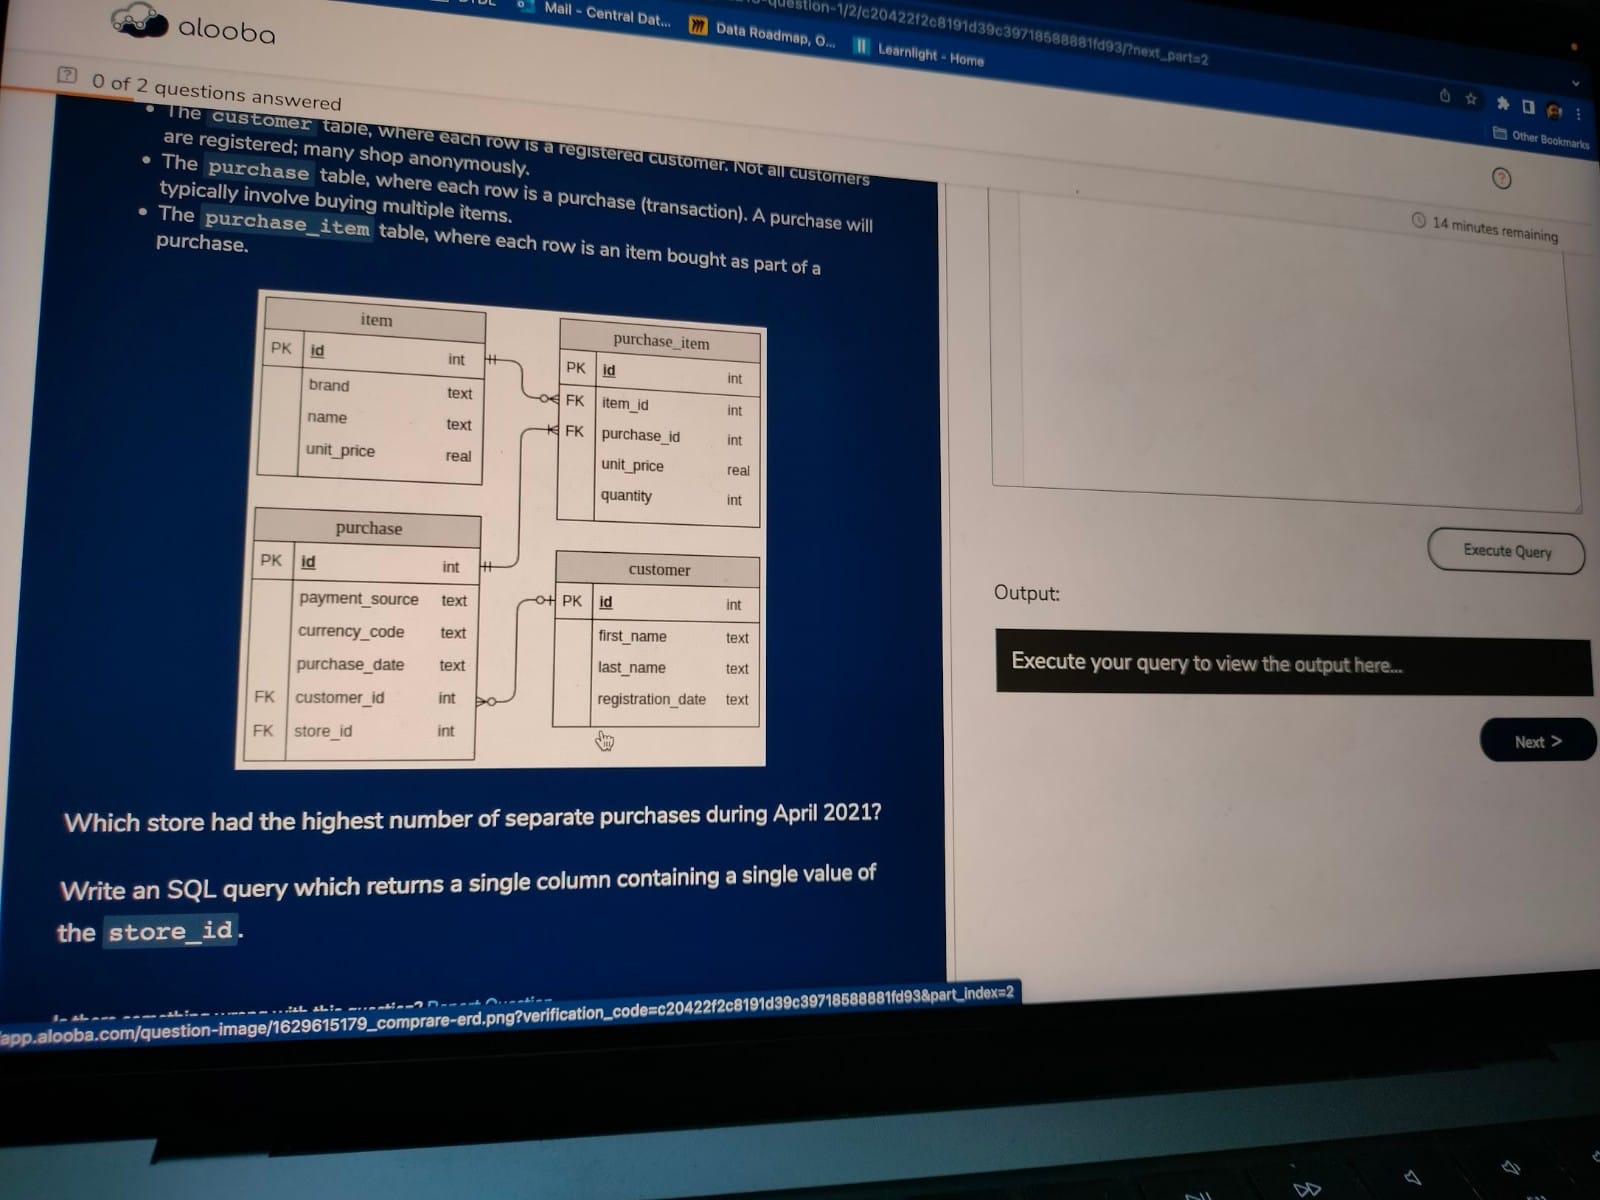 question-1/2/c20422f2c8191d39c39718588881fd93/?next_part=2
Mail - Central Dat...
Data Roadmap, O...
Learnlight - Home
Other Bookmarks
alooba
0 of 2 questions answered
14 minutes remaining
The customer table, where each row is a registered customer. Not all customers
are registered; many shop anonymously.
The purchase table, where each row is a purchase (transaction). A purchase will
typically involve buying multiple items.
The purchase_item table, where each row is an item bought as part of a
purchase.
item
PK id int
brand text
name text
unit_price real
purchase_item
PK id int
FK item_id int
FK purchase_id int
unit_price real
quantity int
purchase
PK id int
payment_source text
currency_code text
purchase_date text
FK customer_id int
FK store_id int
customer
PK id int
first_name text
last_name text
registration_date text
Which store had the highest number of separate purchases during April 2021?
Write an SQL query which returns a single column containing a single value of
the store_id.
app.alooba.com/question-image/1629615179_comprare-erd.png?verification_code=c20422f2c8191d39c39718588881fd93&part_index=2
Execute Query
Output:
Execute your query to view the output here...
Next >